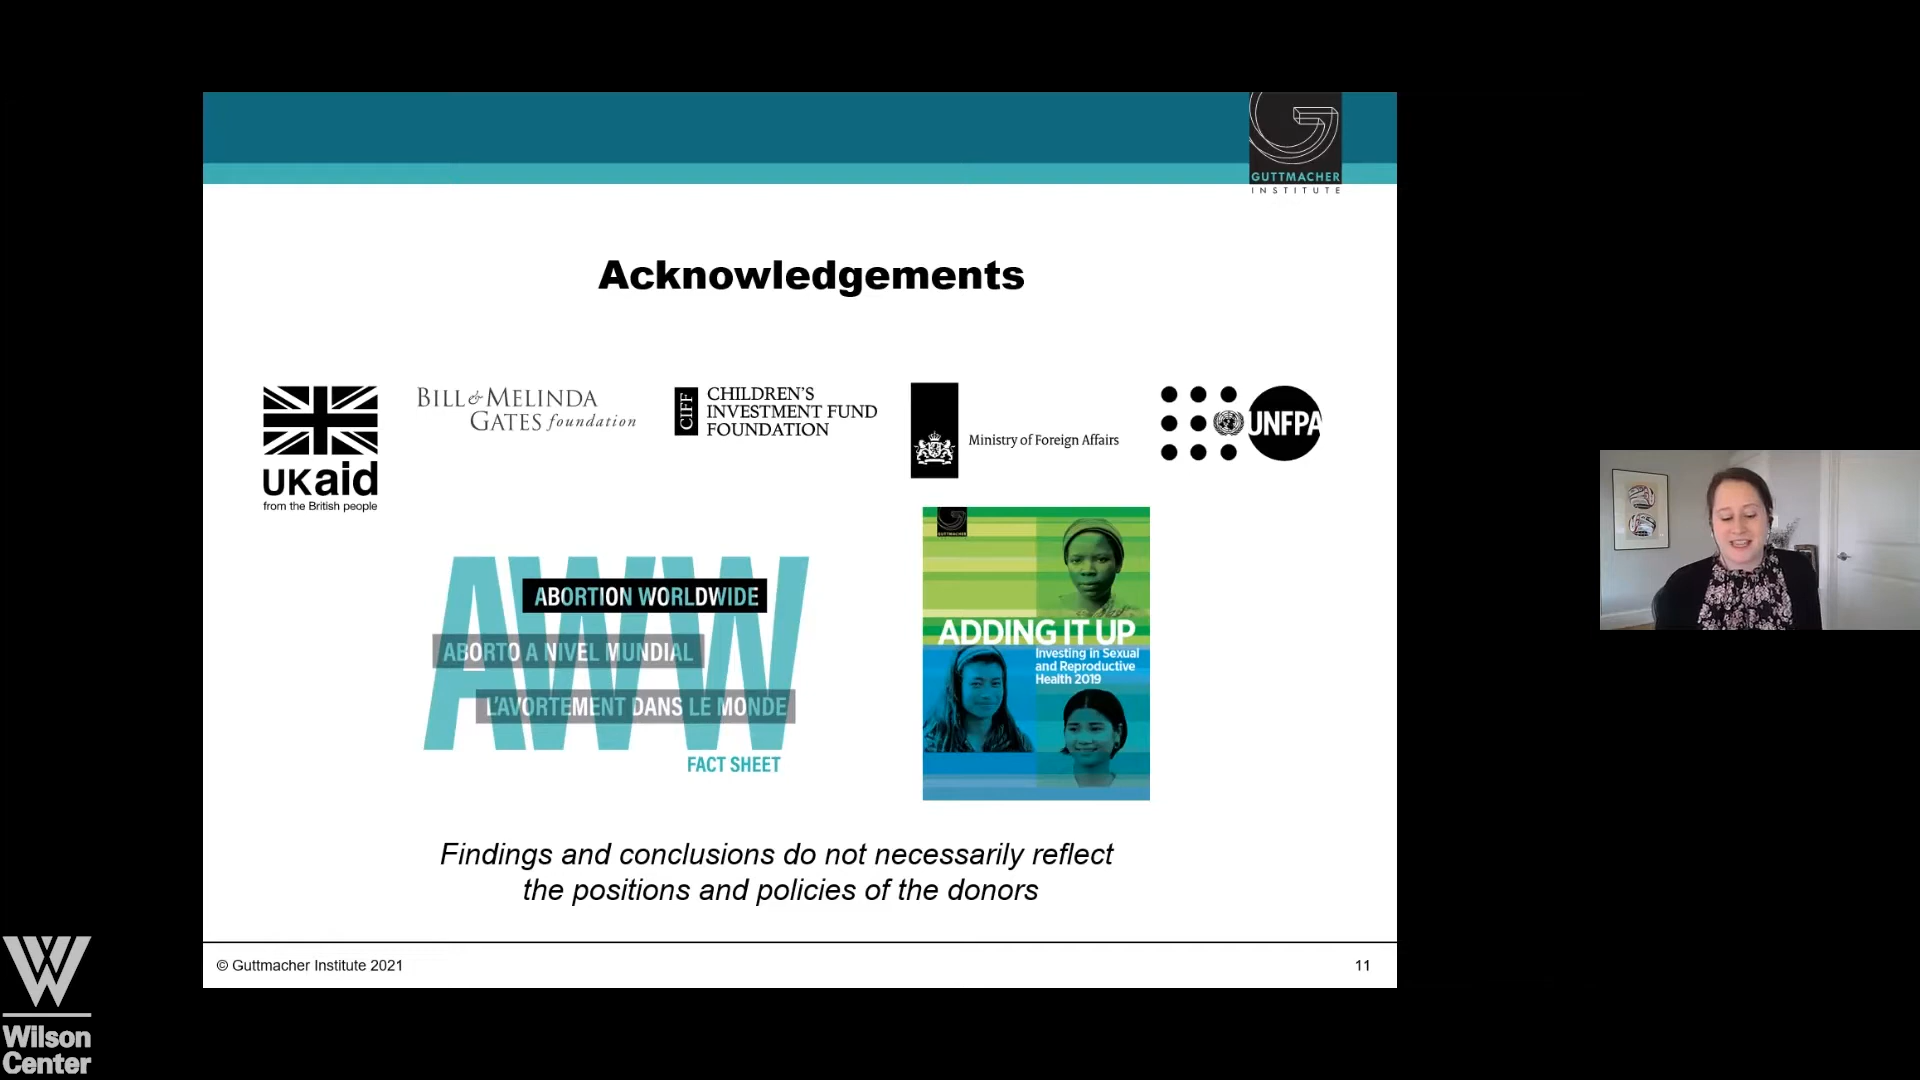 GUTTMACHER
INSTITUTE
Acknowledgements
UKaid
from the British people
BILL & MELINDA
GATES foundation
CIFF
CHILDREN'S
INVESTMENT FUND
FOUNDATION
Ministry of Foreign Affairs
UNFPA
AWW
ABORTION WORLDWIDE
ABORTO A NIVEL MUNDIAL
L'AVORTEMENT DANS LE MONDE
FACT SHEET
GUTTMACHER
ADDING IT UP
Investing in Sexual
and Reproductive
Health 2019
Findings and conclusions do not necessarily reflect
the positions and policies of the donors
© Guttmacher Institute 2021
11
W
Wilson
Center